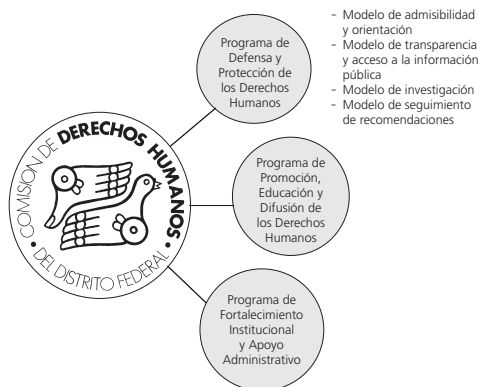 Programa de
Defensa y
Protección de
los Derechos
Humanos
- Modelo de admisibilidad
y orientación
- Modelo de transparencia
y acceso a la información
pública
- Modelo de investigación
- Modelo de seguimiento
de recomendaciones
COMISION DE DERECHOS HUMANOS
• DEL DISTRITO FEDERAL •
Programa de
Promoción,
Educación y
Difusión de
los Derechos
Humanos
Programa de
Fortalecimiento
Institucional
y Apoyo
Administrativo